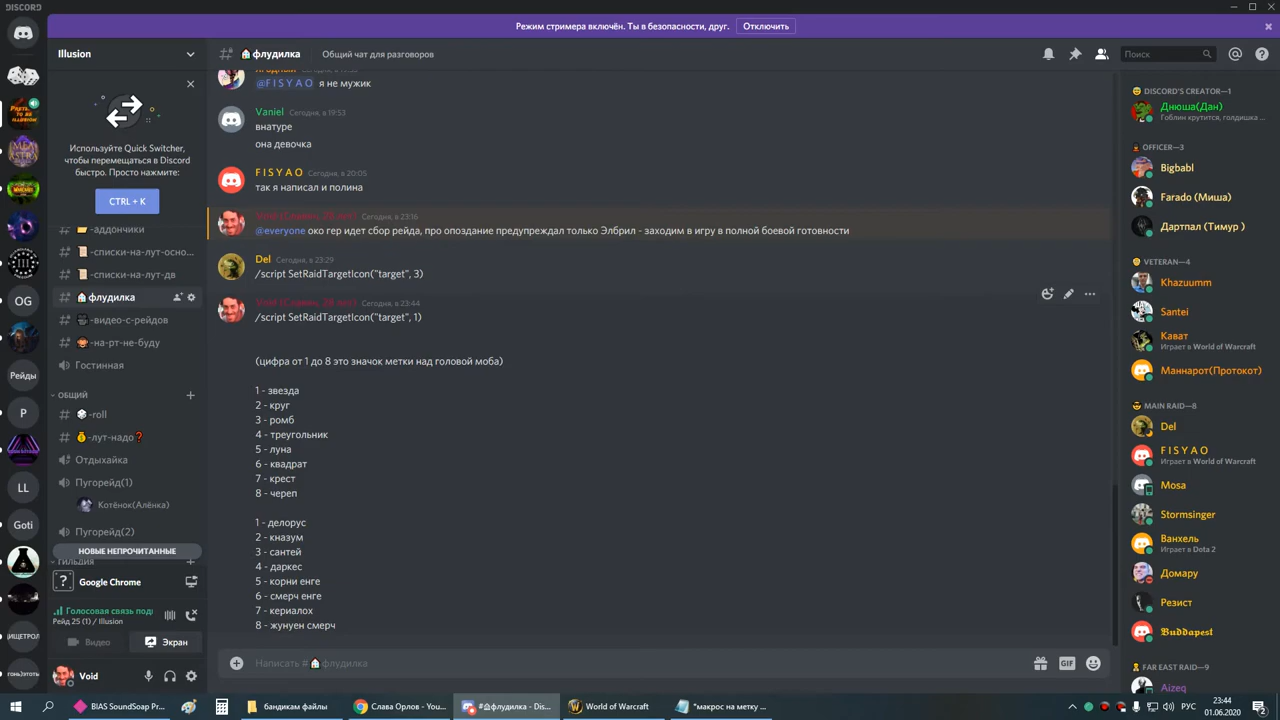 DISCORD
Режим стримера включён. Ты в безопасности, друг.
Отключить
Illusion
флудилка
Общий чат для разговоров
Поиск
Используйте Quick Switcher,
чтобы перемещаться в Discord
быстро. Просто нажмите:
CTRL + K
-аддончики
-списки-на-лут-осно...
-списки-на-лут-дв
флудилка
-видео-с-рейдов
-на-рт-не-буду
Гостинная
ОБЩИЙ
-roll
-лут-надо
Отдыхайка
Пугорейд(1)
Котёнок(Алёнка)
Пугорейд(2)
НОВЫЕ НЕПРОЧИТАННЫЕ
Google Chrome
Голосовая связь под
Рейд 25 (1) / Illusion
Видео
Экран
Void
OG
Рейды
P
LL
Goti
ИЩЕТРОЛ
@F I S Y A O я не мужик
Vaniel Сегодня, в 19:53
внатуре
она девочка
F I S Y A O Сегодня, в 20:05
так я написал и полина
Сегодня, в 23:16
@everyone око гер идет сбор рейда, про опоздание предупреждал только Элбрил - заходим в игру в полной боевой готовности
Del Сегодня, в 23:29
/script SetRaidTargetIcon("target", 3)
Сегодня, в 23:44
/script SetRaidTargetIcon("target", 1)
(цифра от 1 до 8 это значок метки над головой моба)
1 - звезда
2 - круг
3 - ромб
4 - треугольник
5 - луна
6 - квадрат
7 - крест
8 - череп
1 - делорус
2 - кназум
3 - сантей
4 - даркес
5 - корни енге
6 - смерч енге
7 - кериалох
8 - жунуен смерч
Написать #флудилка
GIF
DISCORD'S CREATOR—1
Днюша(Дан)
Гоблин крутится, голдишка ...
OFFICER—3
Bigbabl
Farado (Миша)
Дартпал (Тимур )
VETERAN—4
Khazuumm
Santei
Кават
Играет в World of Warcraft
Маннарот(Протокот)
MAIN RAID—8
Del
F I S Y A O
Играет в World of Warcraft
Mosa
Stormsinger
Ванхель
Играет в Dota 2
Домару
Резист
Buddapest
FAR EAST RAID—9
Aizeq
BIAS SoundSoap Pr...
бандикам файлы
Слава Орлов - You...
#флудилка - Dis...
World of Warcraft
"макрос на метку ...
РУС
23:44
01.06.2020